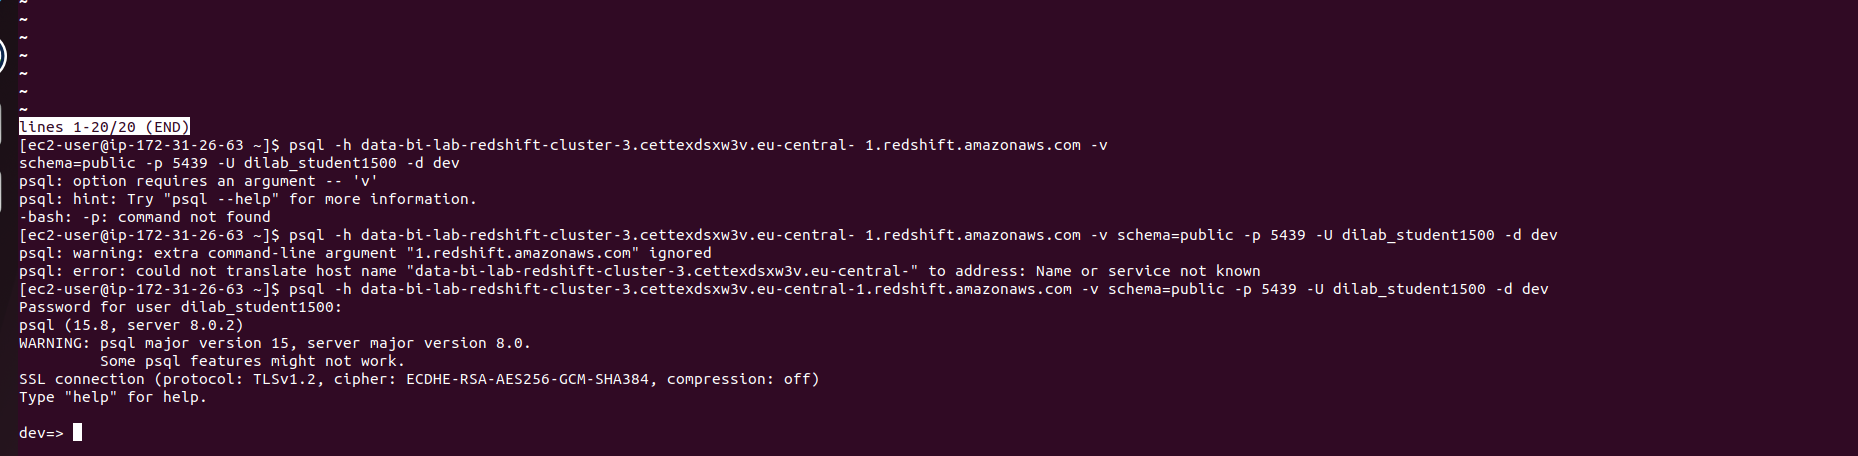 ~
~
~
~
~
~
~
lines 1-20/20 (END)
[ec2-user@ip-172-31-26-63 ~]$ psql -h data-bi-lab-redshift-cluster-3.cettexdsxw3v.eu-central- 1.redshift.amazonaws.com -v
schema=public -p 5439 -U dilab_student1500 -d dev
psql: option requires an argument -- 'v'
psql: hint: Try "psql --help" for more information.
-bash: -p: command not found
[ec2-user@ip-172-31-26-63 ~]$ psql -h data-bi-lab-redshift-cluster-3.cettexdsxw3v.eu-central- 1.redshift.amazonaws.com -v schema=public -p 5439 -U dilab_student1500 -d dev
psql: warning: extra command-line argument "1.redshift.amazonaws.com" ignored
psql: error: could not translate host name "data-bi-lab-redshift-cluster-3.cettexdsxw3v.eu-central-" to address: Name or service not known
[ec2-user@ip-172-31-26-63 ~]$ psql -h data-bi-lab-redshift-cluster-3.cettexdsxw3v.eu-central-1.redshift.amazonaws.com -v schema=public -p 5439 -U dilab_student1500 -d dev
Password for user dilab_student1500:
psql (15.8, server 8.0.2)
WARNING: psql major version 15, server major version 8.0.
         Some psql features might not work.
SSL connection (protocol: TLSv1.2, cipher: ECDHE-RSA-AES256-GCM-SHA384, compression: off)
Type "help" for help.
dev=>